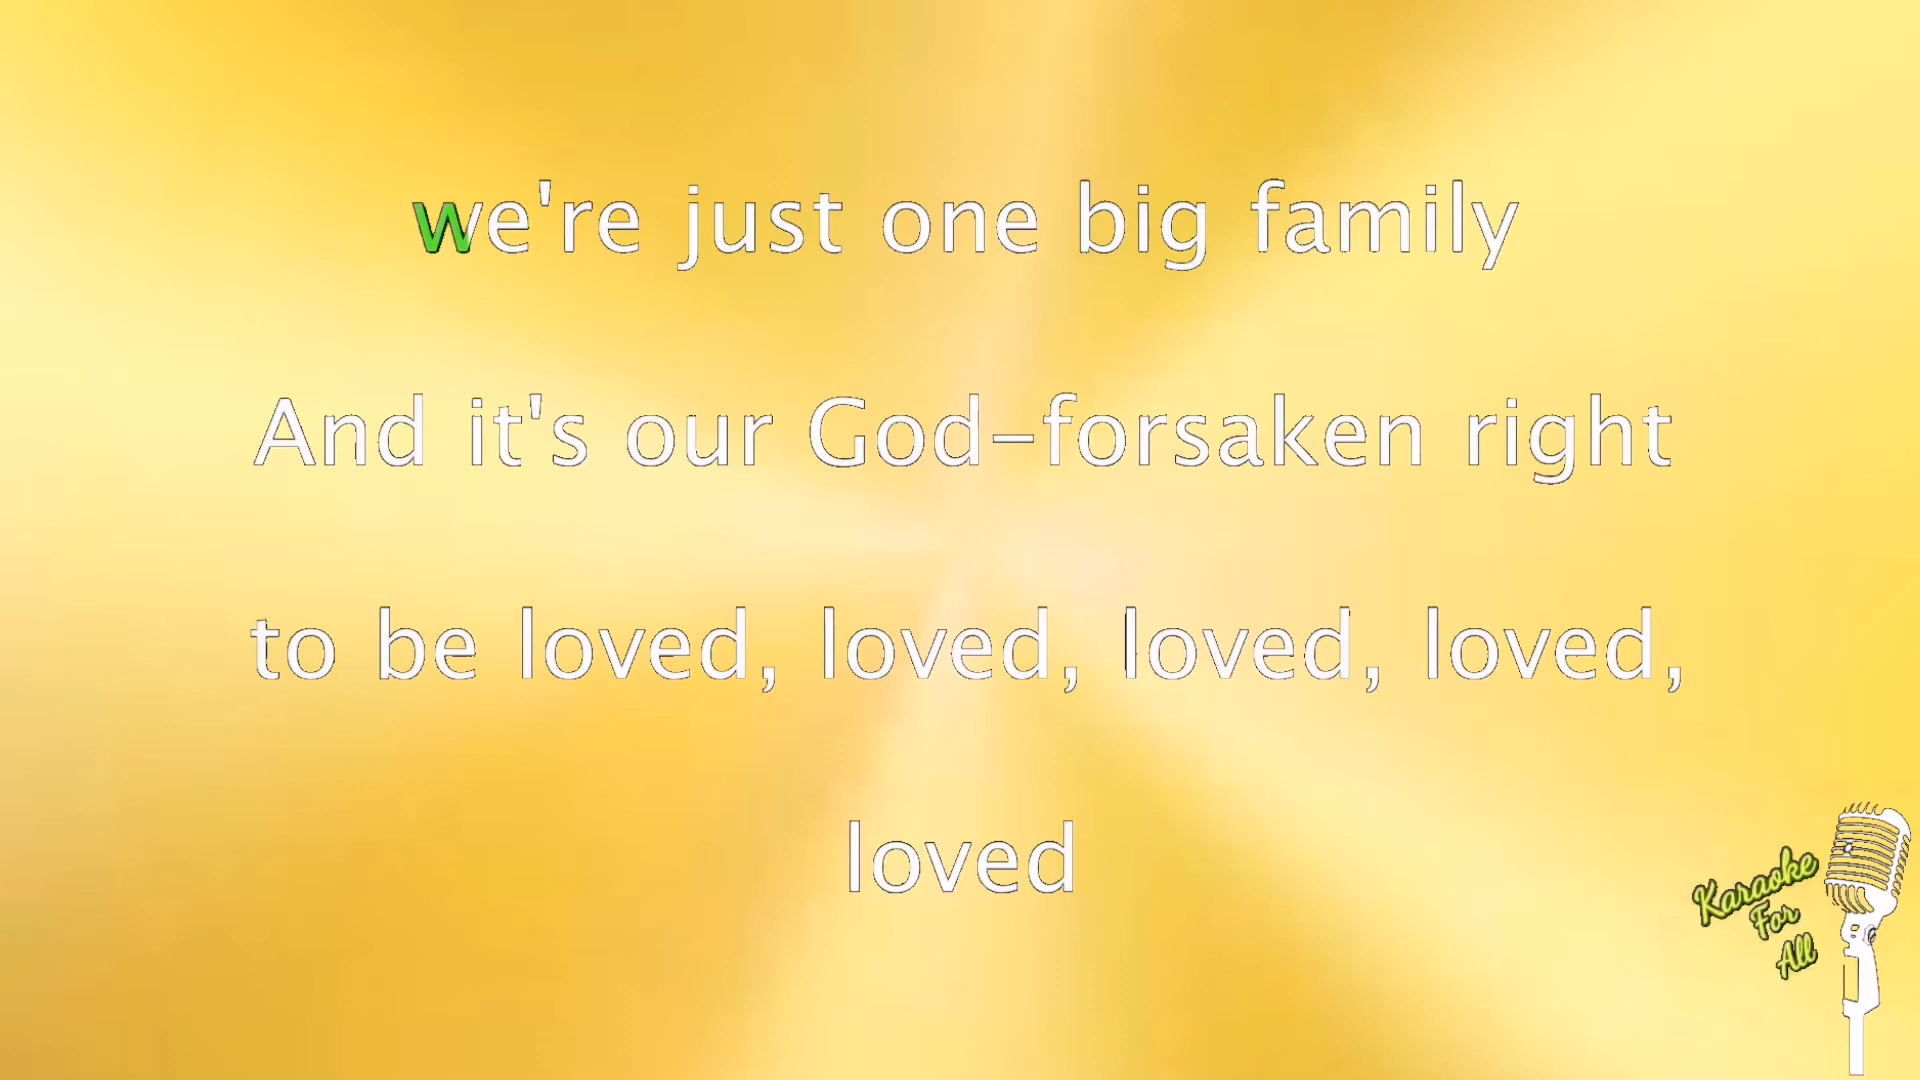 we're just one big family
And it's our God-forsaken right
to be loved, loved, loved, loved,
loved
Karaoke
For
All